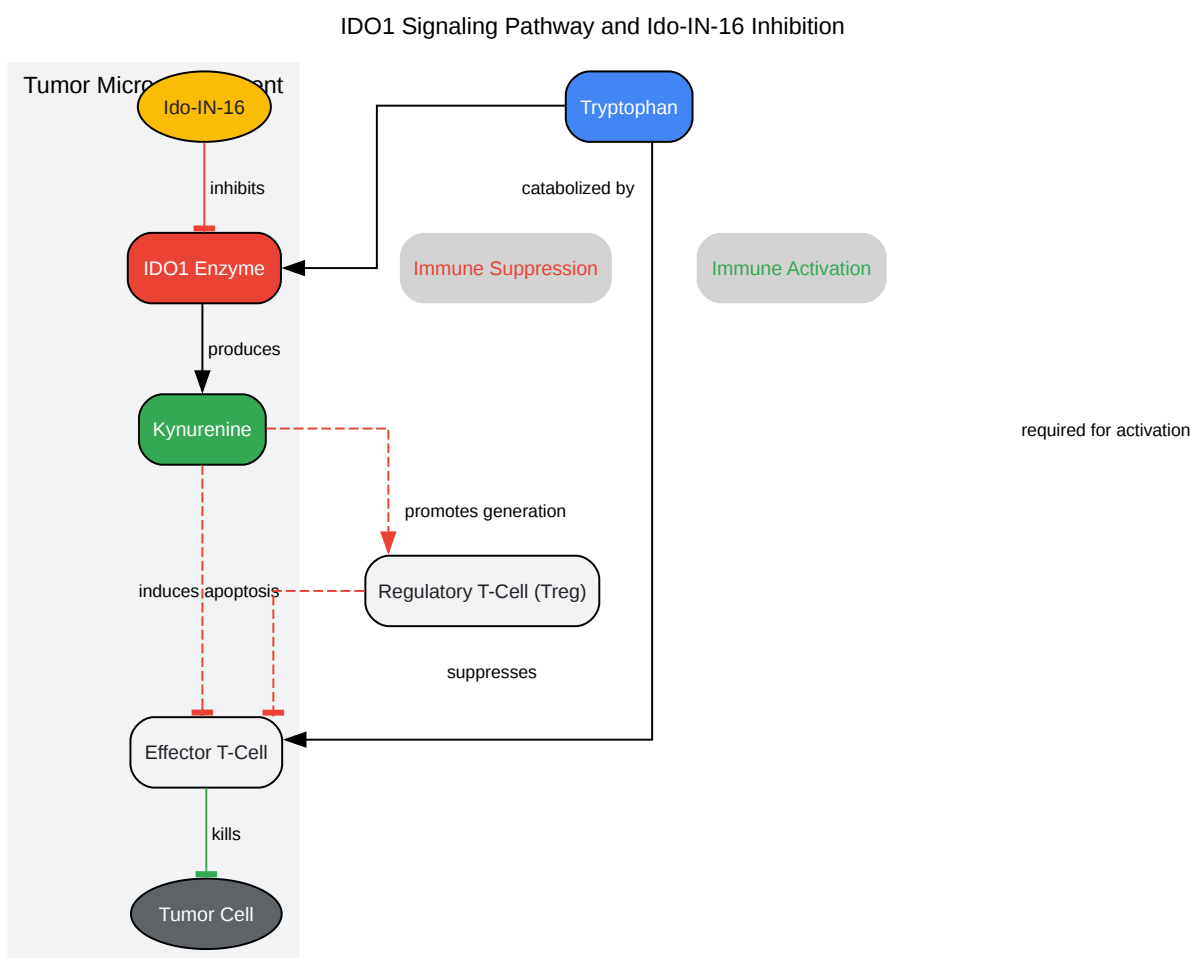 IDO1 Signaling Pathway and Ido-IN-16 Inhibition
Tumor
Ido-IN-16
Tryptophan
inhibits
catabolized by
IDO1 Enzyme
Immune Suppression
Immune Activation
produces
Kynurenine
required for activation
promotes generation
induces apoptosis
Regulatory T-Cell (Treg)
suppresses
Effector T-Cell
kills
Tumor Cell